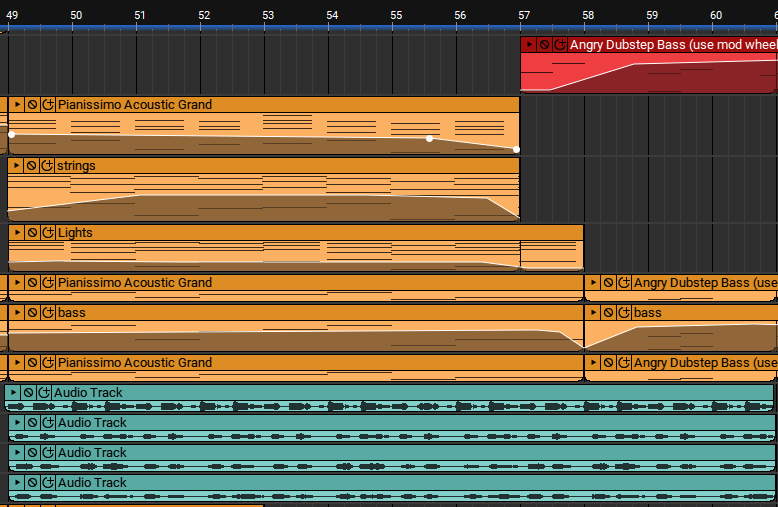 49 50 51 52 53 54 55 56 57 58 59 60
Angry Dubstep Bass (use mod wheel
Pianissimo Acoustic Grand
strings
Lights
Pianissimo Acoustic Grand Angry Dubstep Bass (use
bass bass
Pianissimo Acoustic Grand Angry Dubstep Bass (use
Audio Track
Audio Track
Audio Track
Audio Track